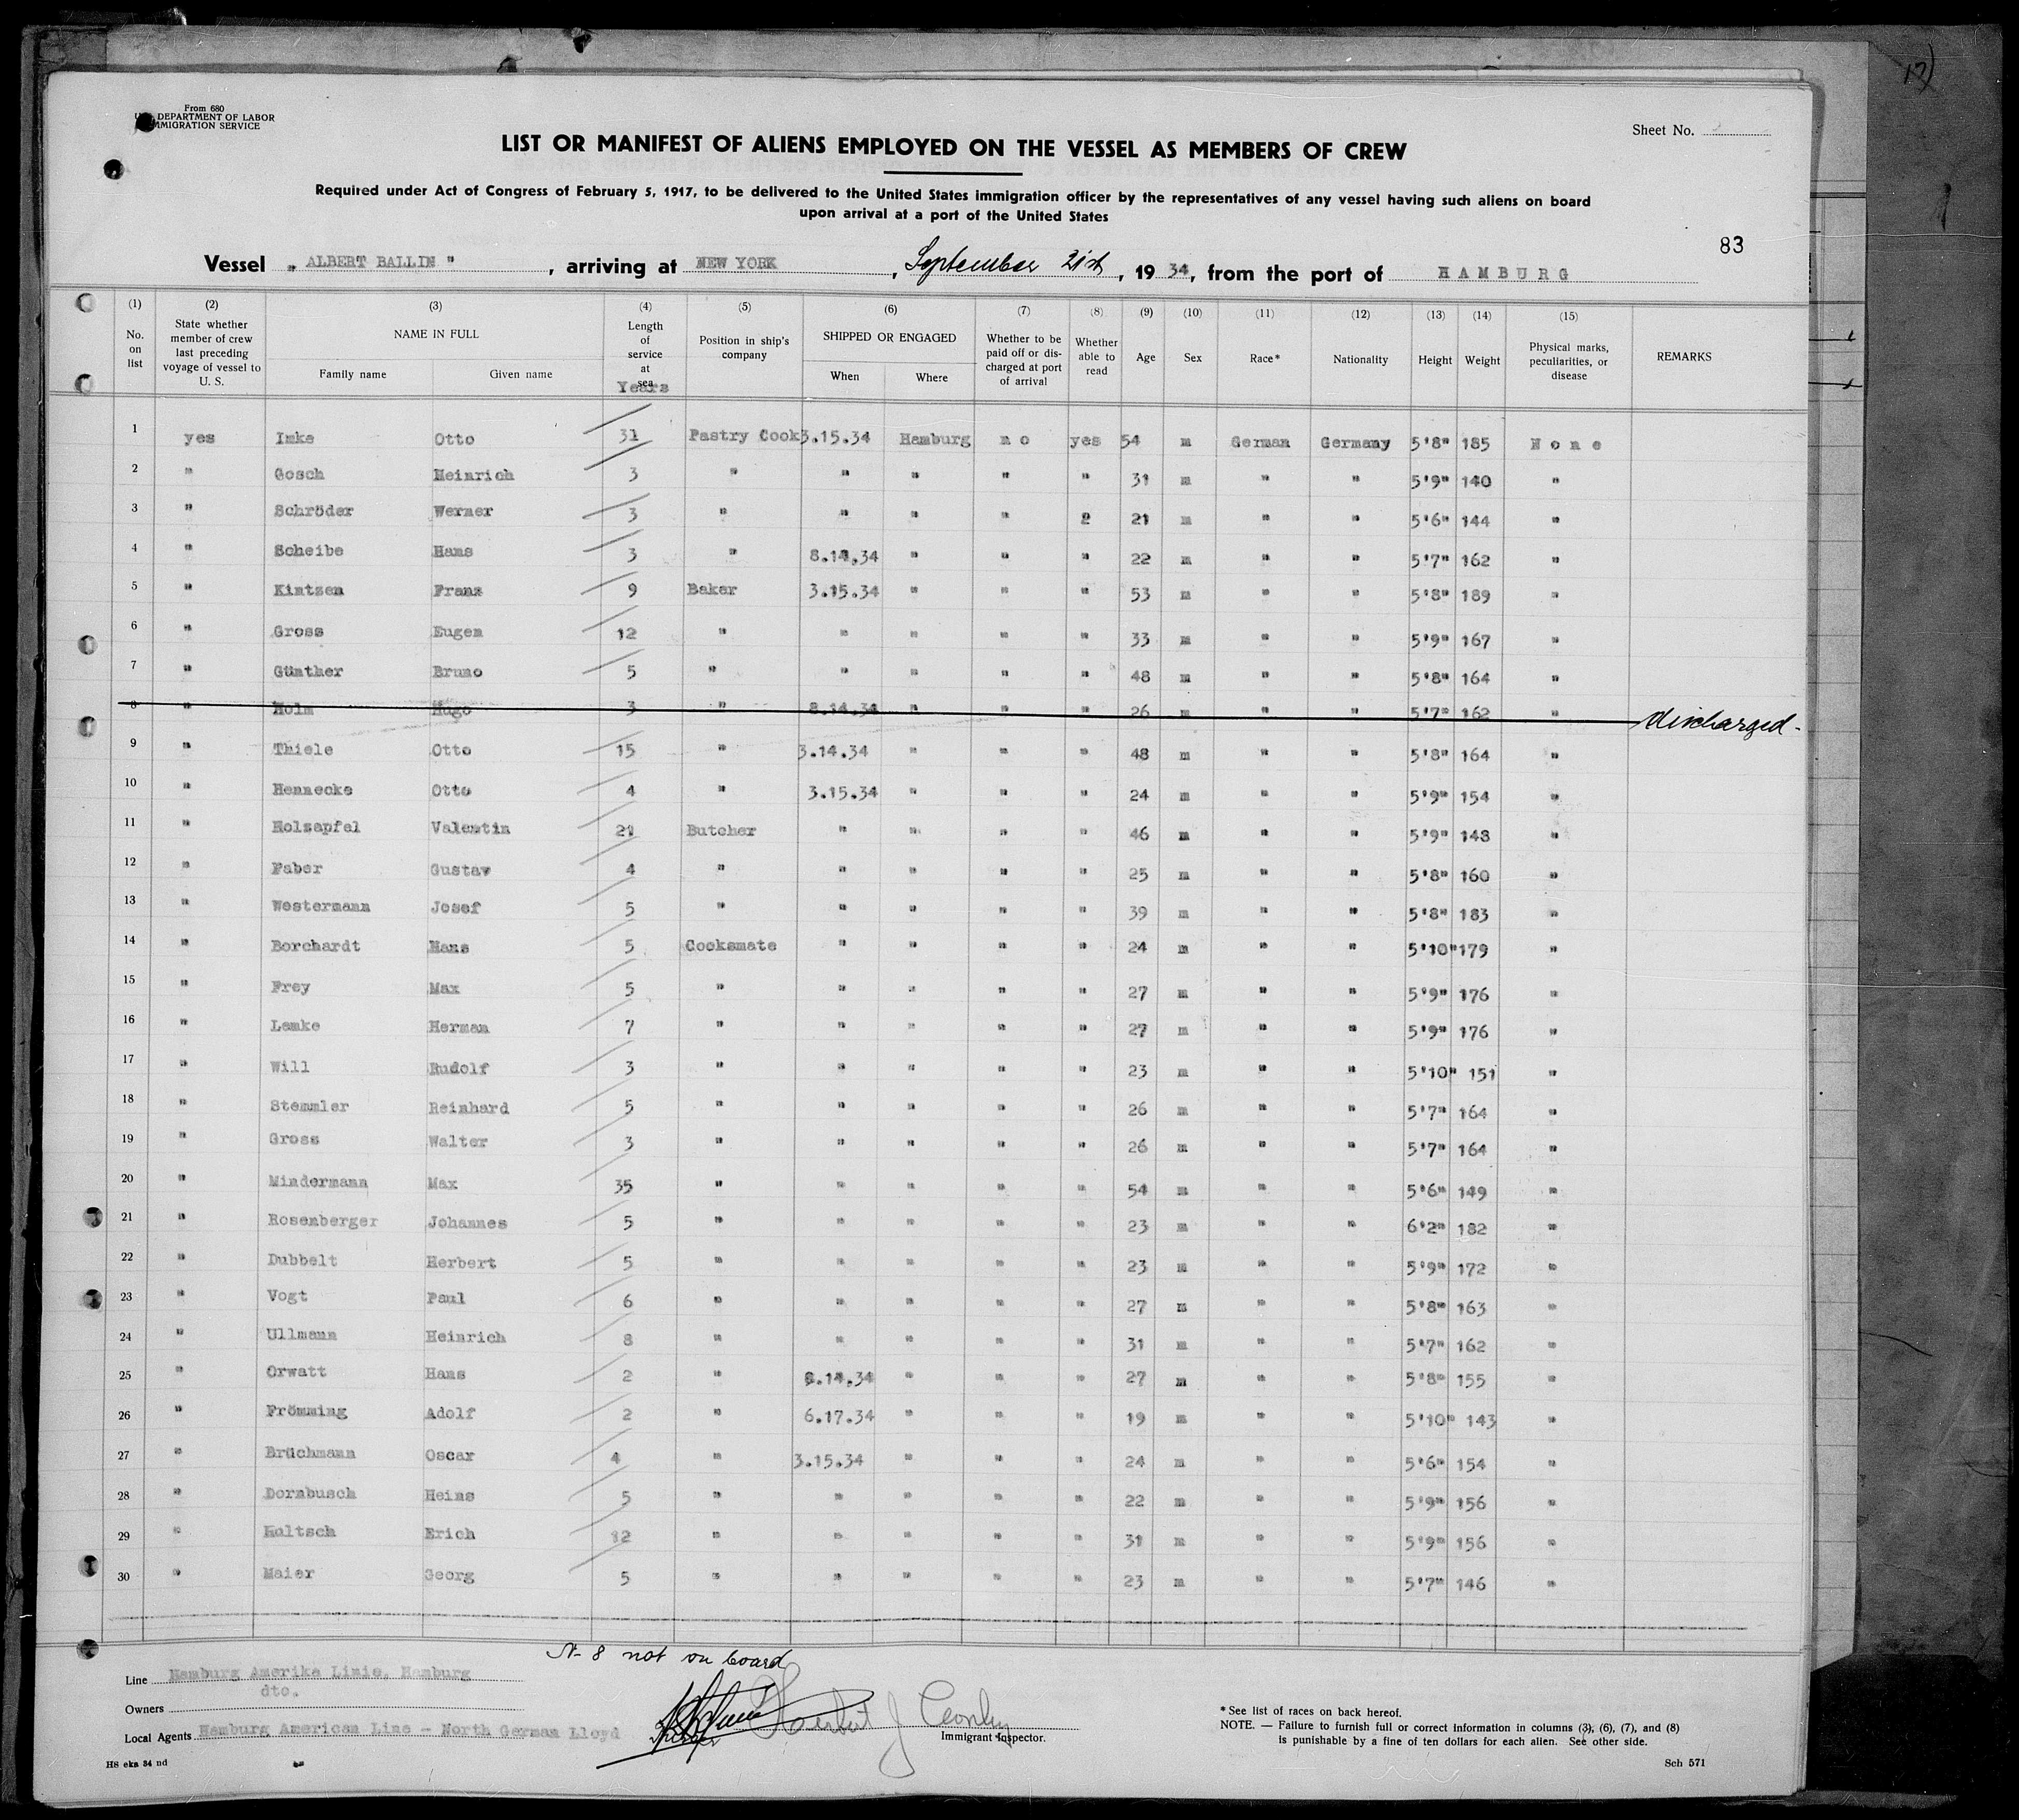 17)
From 680
U.S. DEPARTMENT OF LABOR
IMMIGRATION SERVICE
Sheet No.
LIST OR MANIFEST OF ALIENS EMPLOYED ON THE VESSEL AS MEMBERS OF CREW
Required under Act of Congress of February 5, 1917, to be delivered to the United States immigration officer by the representatives of any vessel having such aliens on board
upon arrival at a port of the United States
83
Vessel „ ALBERT BALLIN " , arriving at NEW YORK , September 21st , 19 34, from the port of HAMBURG
(1) (2) (3) (4) (5) (6) (7) (8) (9) (10) (11) (12) (13) (14) (15)
No. on list State whether member of crew last preceding voyage of vessel to U. S. NAME IN FULL Family name Given name Length of service at sea Years Position in ship's company SHIPPED OR ENGAGED When Where Whether to be paid off or discharged at port of arrival Whether able to read Age Sex Race* Nationality Height Weight Physical marks, peculiarities, or disease REMARKS
1 yes Imke Otto 31 Pastry Cook 3.15.34 Hamburg no yes 54 m German Germany 5'8" 185 None
2 " Gosch Heinrich 3 " " " " " 31 m " " 5'9" 140 "
3 " Schröder Werner 3 " " " " " 21 m " " 5'6" 144 "
4 " Scheibe Hans 3 " 8.14.34 " " " 22 m " " 5'7" 162 "
5 " Kintzen Franz 9 Baker 3.15.34 " " " 53 m " " 5'8" 189 "
6 " Gross Eugen 12 " " " " " 33 m " " 5'9" 167 "
7 " Günther Bruno 5 " " " " " 48 m " " 5'8" 164 "
8 " Holm Hugo 3 " 8.14.34 " " " 26 m " " 5'7" 162 " discharged -
9 " Thiele Otto 15 " 3.14.34 " " " 48 m " " 5'8" 164 "
10 " Hennecke Otto 4 " 3.15.34 " " " 24 m " " 5'9" 154 "
11 " Holzapfel Valentin 21 Butcher " " " " 46 m " " 5'9" 148 "
12 " Faber Gustav 4 " " " " " 25 m " " 5'8" 160 "
13 " Westermann Josef 5 " " " " " 39 m " " 5'8" 183 "
14 " Borchardt Hans 5 Cooksmate " " " " 24 m " " 5'10" 179 "
15 " Frey Max 5 " " " " " 27 m " " 5'9" 176 "
16 " Lemke Herman 7 " " " " " 27 m " " 5'9" 176 "
17 " Will Rudolf 3 " " " " " 23 m " " 5'10" 151 "
18 " Stemmler Reinhard 5 " " " " " 26 m " " 5'7" 164 "
19 " Gross Walter 3 " " " " " 26 m " " 5'7" 164 "
20 " Mindermann Max 35 " " " " " 54 m " " 5'6" 149 "
21 " Rosenberger Johannes 5 " " " " " 23 m " " 6'2" 182 "
22 " Dubbelt Herbert 5 " " " " " 23 m " " 5'9" 172 "
23 " Vogt Paul 6 " " " " " 27 m " " 5'8" 163 "
24 " Ullmann Heinrich 8 " " " " " 31 m " " 5'7" 162 "
25 " Orwatt Hans 2 " 8.14.34 " " " 27 m " " 5'8" 155 "
26 " Frömming Adolf 2 " 6.17.34 " " " 19 m " " 5'10" 143 "
27 " Brüchmann Oscar 4 " 3.15.34 " " " 24 m " " 5'6" 154 "
28 " Dornbusch Heinz 5 " " " " " 22 m " " 5'9" 156 "
29 " Kaltsch Erich 12 " " " " " 31 m " " 5'9" 156 "
30 " Maier Georg 5 " " " " " 23 m " " 5'7" 146 "
N- 8 not on board
Line Hamburg Amerika Linie, Hamburg
Owners dto.
Local Agents Hamburg American Line - North German Lloyd
Herbert J
Immigrant Inspector.
* See list of races on back hereof.
NOTE. — Failure to furnish full or correct information in columns (3), (6), (7), and (8)
is punishable by a fine of ten dollars for each alien. See other side.
HS eka 34 nd
Sch 571